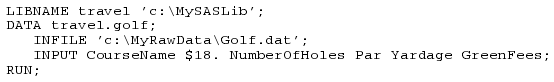 LIBNAME travel 'c:\MySASLib';
DATA travel.golf;
INFILE 'c:\MyRawData\Golf.dat';
INPUT CourseName $18. NumberOfHoles Par Yardage GreenFees;
RUN;